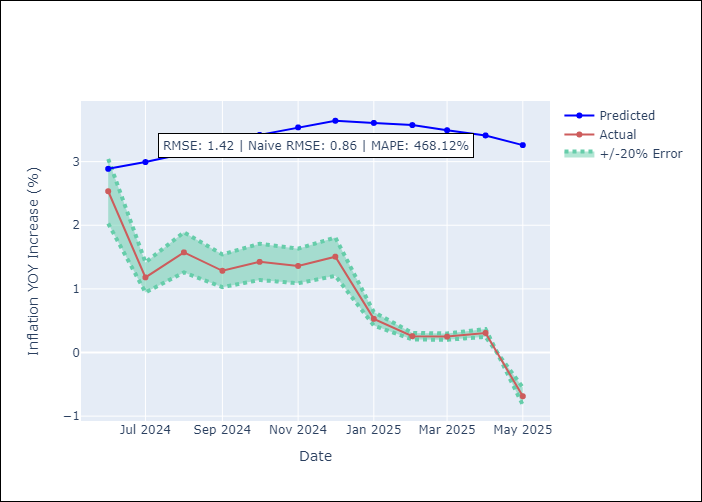 Predicted
Actual
+/-20% Error
RMSE: 1.42 | Naive RMSE: 0.86 | MAPE: 468.12%
Inflation YOY Increase (%)
3
2
1
0
−1
Jul 2024
Sep 2024
Nov 2024
Jan 2025
Mar 2025
May 2025
Date